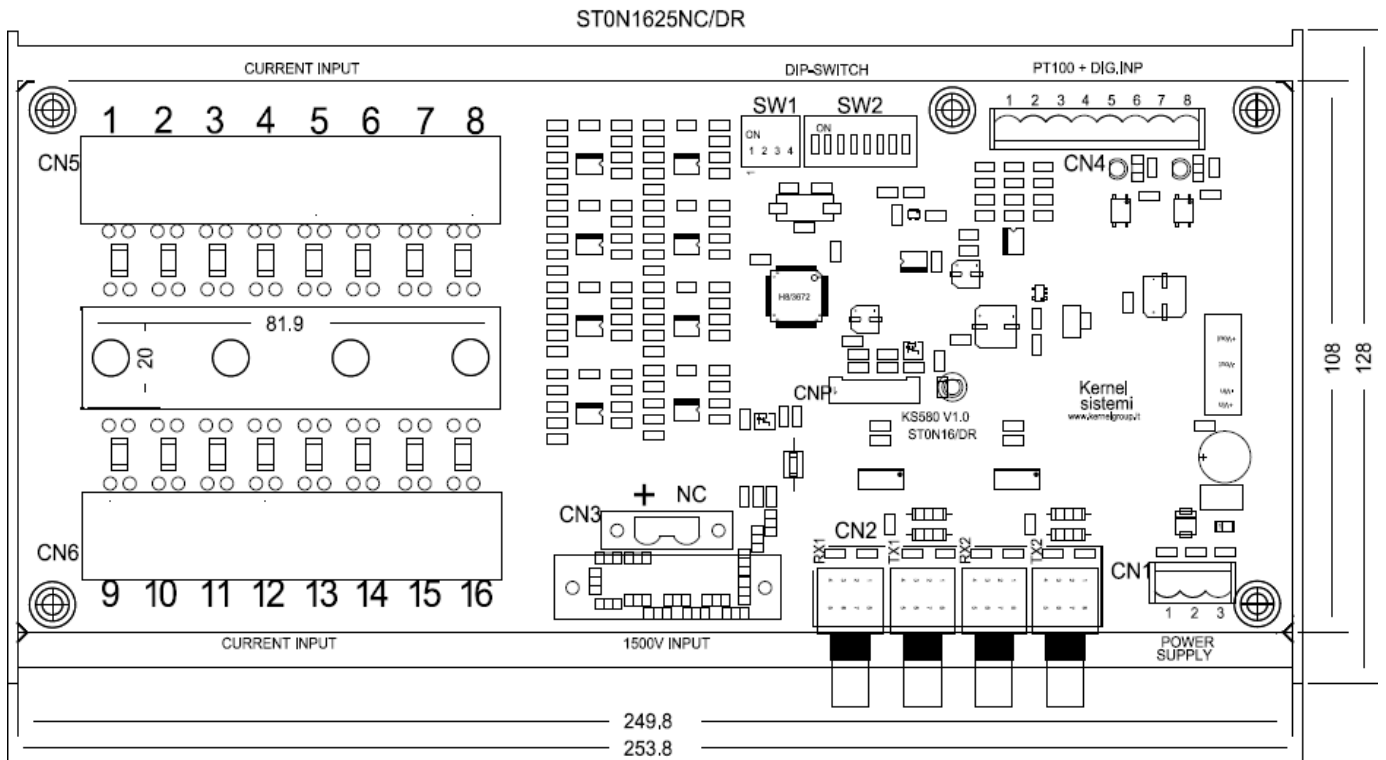 ST0N1625NC/DR
CURRENT INPUT
DIP-SWITCH
PT100 + DIG.INP
SW1
SW2
1 2 3 4 5 6 7 8
1 2 3 4 5 6 7 8
ON
ON
1 2 3 4
CN5
CN4
H8/3672
81.9
20
108
128
CNP
Kernel
sistemi
www.kernelgroup.it
KS580 V1.0
ST0N16/DR
+ NC
CN3
CN2
RX1
TX1
RX2
TX2
CN6
CN1
+
9 10 11 12 13 14 15 16
1 2 3
CURRENT INPUT
1500V INPUT
POWER
SUPPLY
249,8
253.8